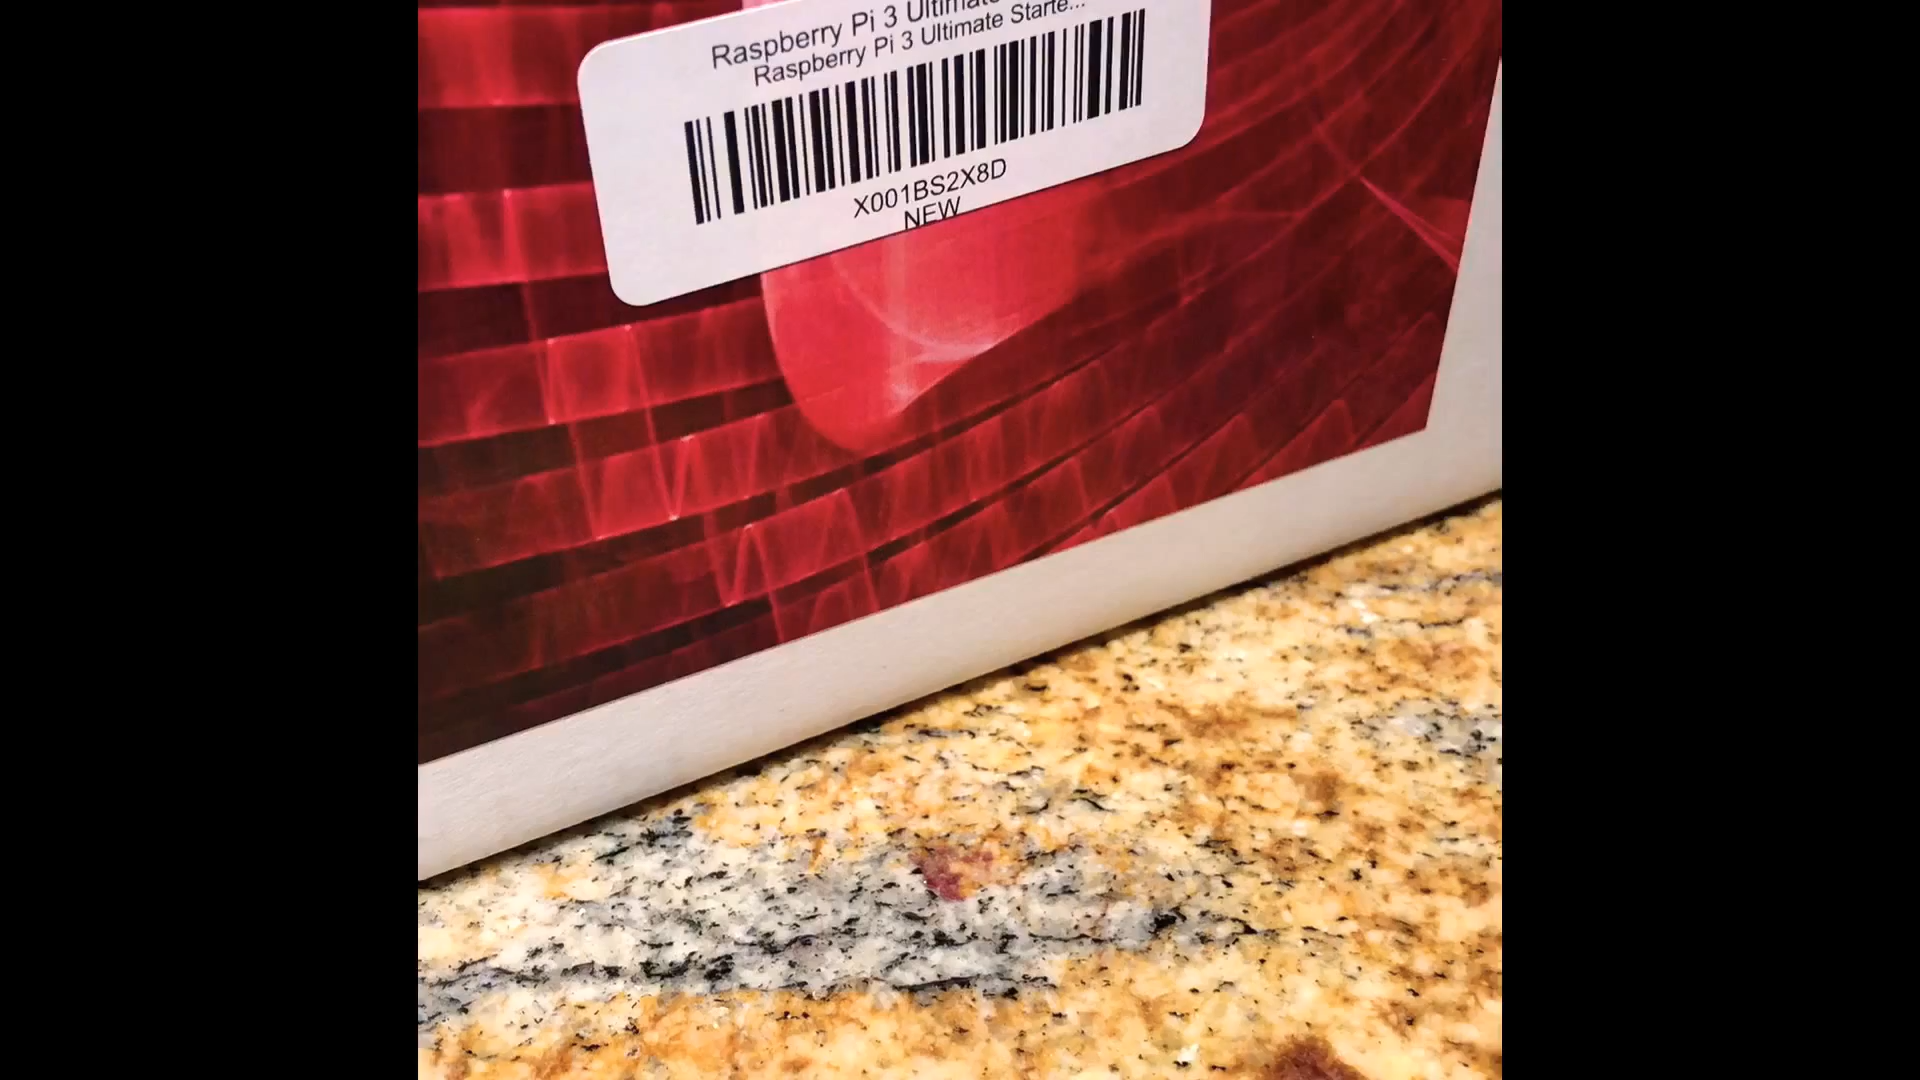 Raspberry Pi 3 Ultimate
Raspberry Pi 3 Ultimate Starte...
X001BS2X8D
NEW